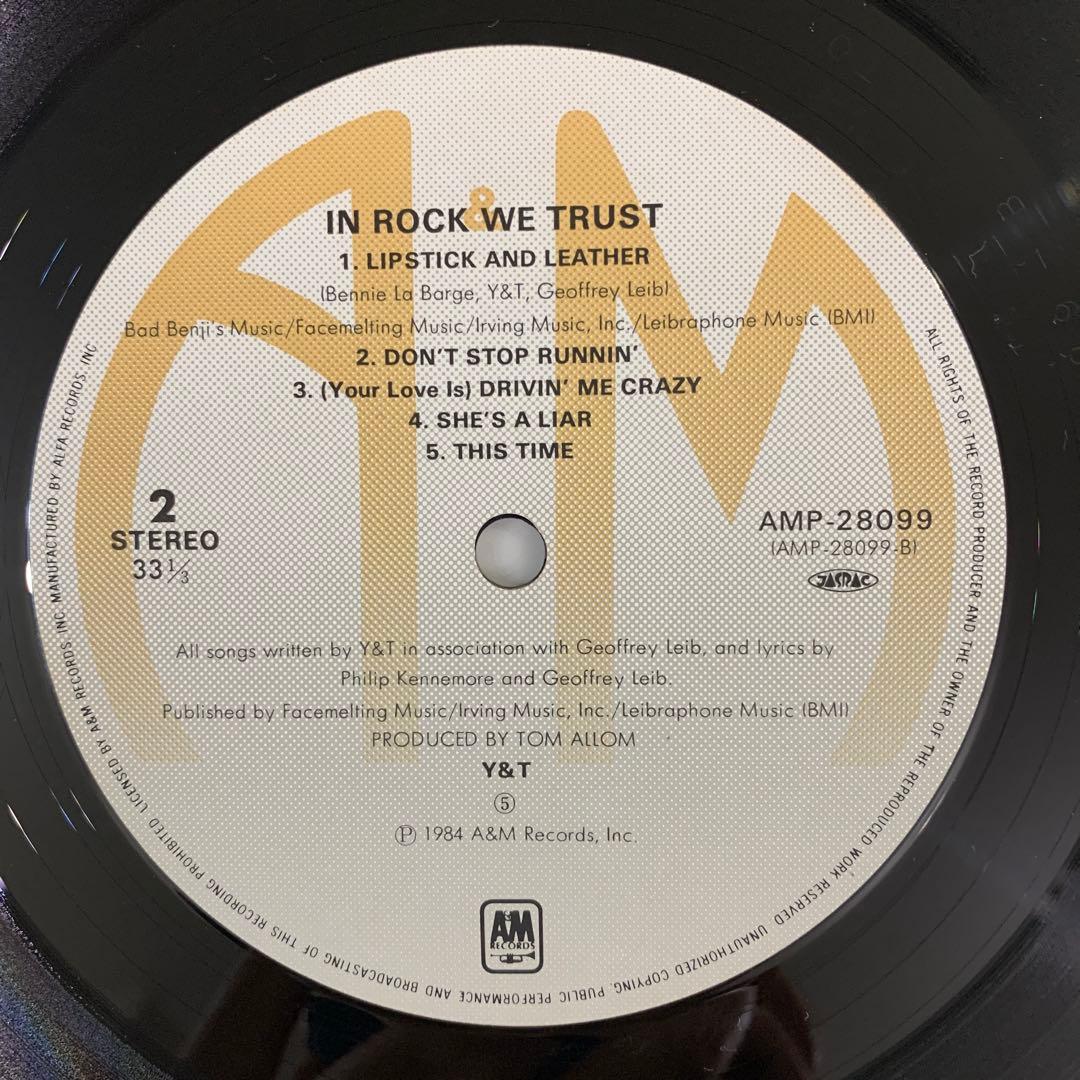 A&M
IN ROCK WE TRUST
1. LIPSTICK AND LEATHER
(Bennie La Barge, Y&T, Geoffrey Leib)
Bad Benji's Music/Facemelting Music/Irving Music, Inc./Leibraphone Music (BMI)
2. DON'T STOP RUNNIN'
3. (Your Love Is) DRIVIN' ME CRAZY
4. SHE'S A LIAR
5. THIS TIME
2
STEREO
33⅓
AMP-28099
(AMP-28099-B)
JASRAC
All songs written by Y&T in association with Geoffrey Leib, and lyrics by
Philip Kennemore and Geoffrey Leib.
Published by Facemelting Music/Irving Music, Inc./Leibraphone Music (BMI)
PRODUCED BY TOM ALLOM
Y&T
⑤
Ⓟ 1984 A&M Records, Inc.
A&M
RECORDS
ALL RIGHTS OF THE RECORD PRODUCER AND THE OWNER OF THE REPRODUCED WORK RESERVED UNAUTHORIZED COPYING. PUBLIC PERFORMANCE AND BROADCASTING OF THIS RECORDING PROHIBITED LICENSED BY A&M RECORDS, INC MANUFACTURED BY ALFA RECORDS, INC